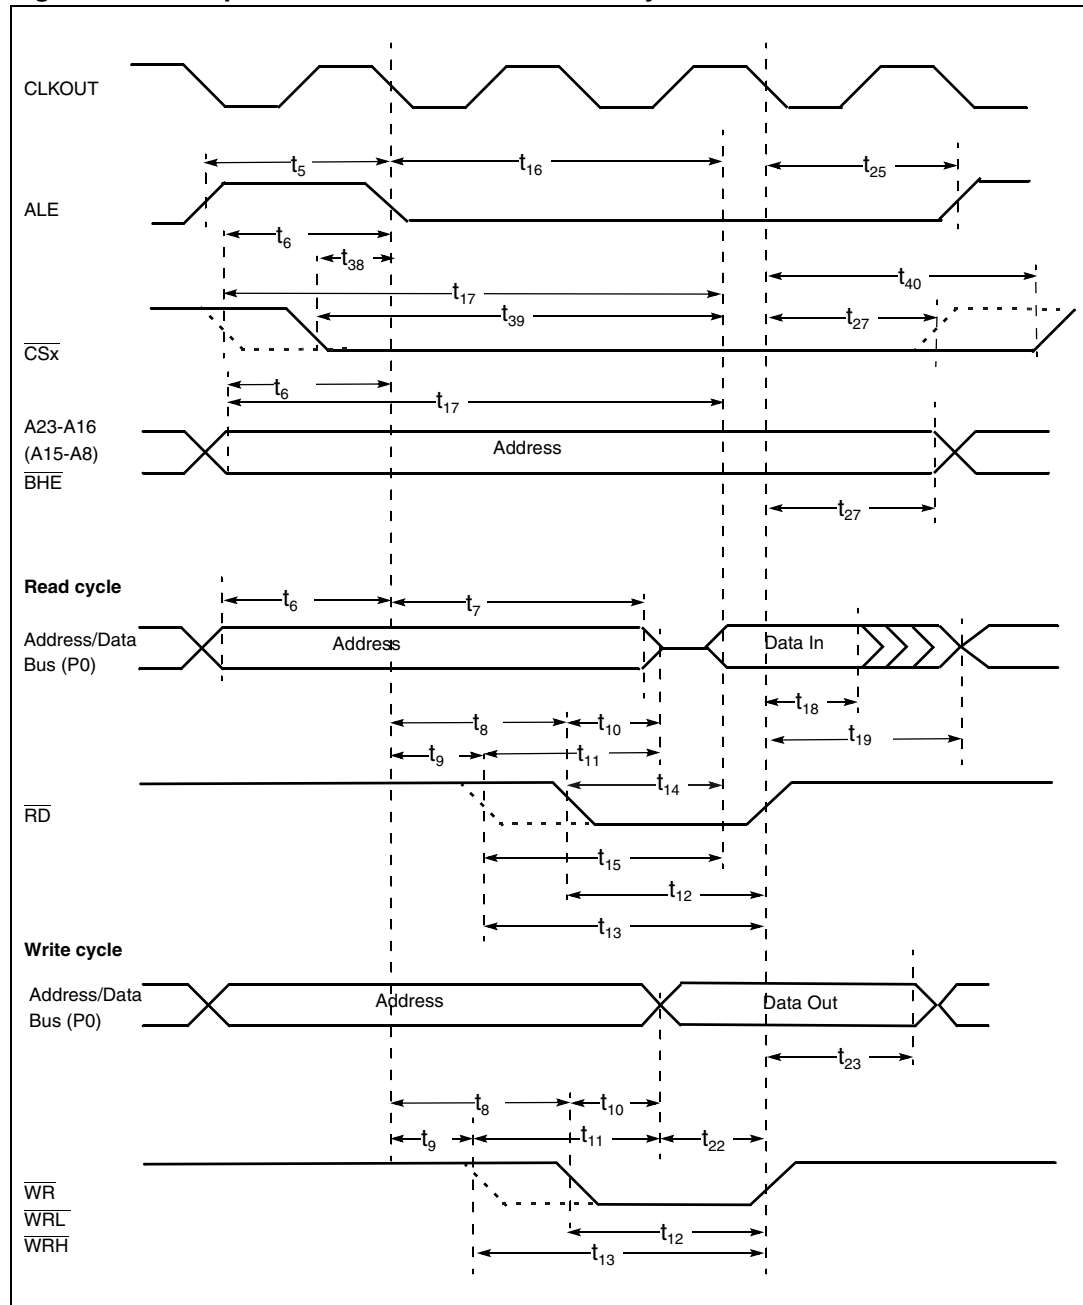 CLKOUT
t5
t16
t25
ALE
t6
t38
t40
t17
t27
t39
CSx
t6
t17
A23-A16
(A15-A8)
BHE
Address
t27
Read cycle
t6
t7
Address/Data
Bus (P0)
Address
Data In
t18
t8
t10
t19
t9
t11
t14
RD
t15
t12
t13
Write cycle
Address/Data
Bus (P0)
Address
Data Out
t23
t8
t10
t9
t11
t22
WR
WRL
WRH
t12
t13